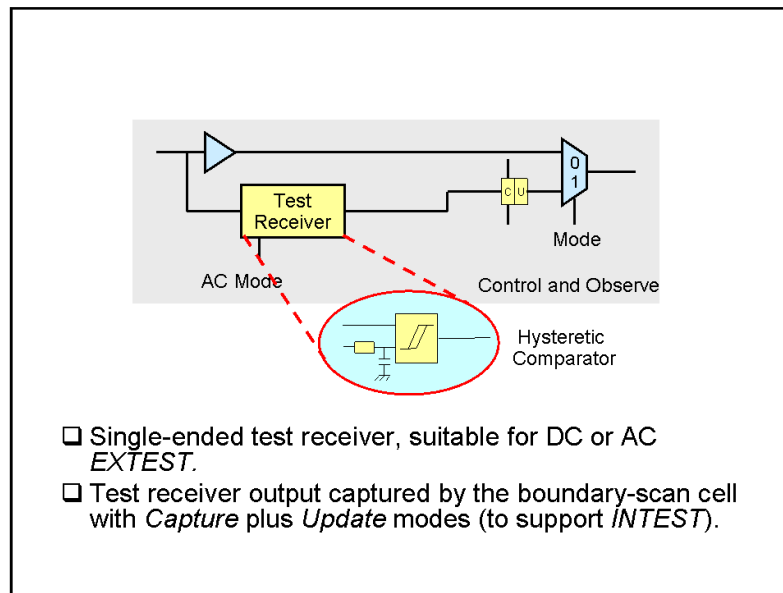 0
1
Test
Receiver
C U
Mode
AC Mode
Control and Observe
Hysteretic
Comparator
❑ Single-ended test receiver, suitable for DC or AC
EXTEST.
❑ Test receiver output captured by the boundary-scan cell
with Capture plus Update modes (to support INTEST).